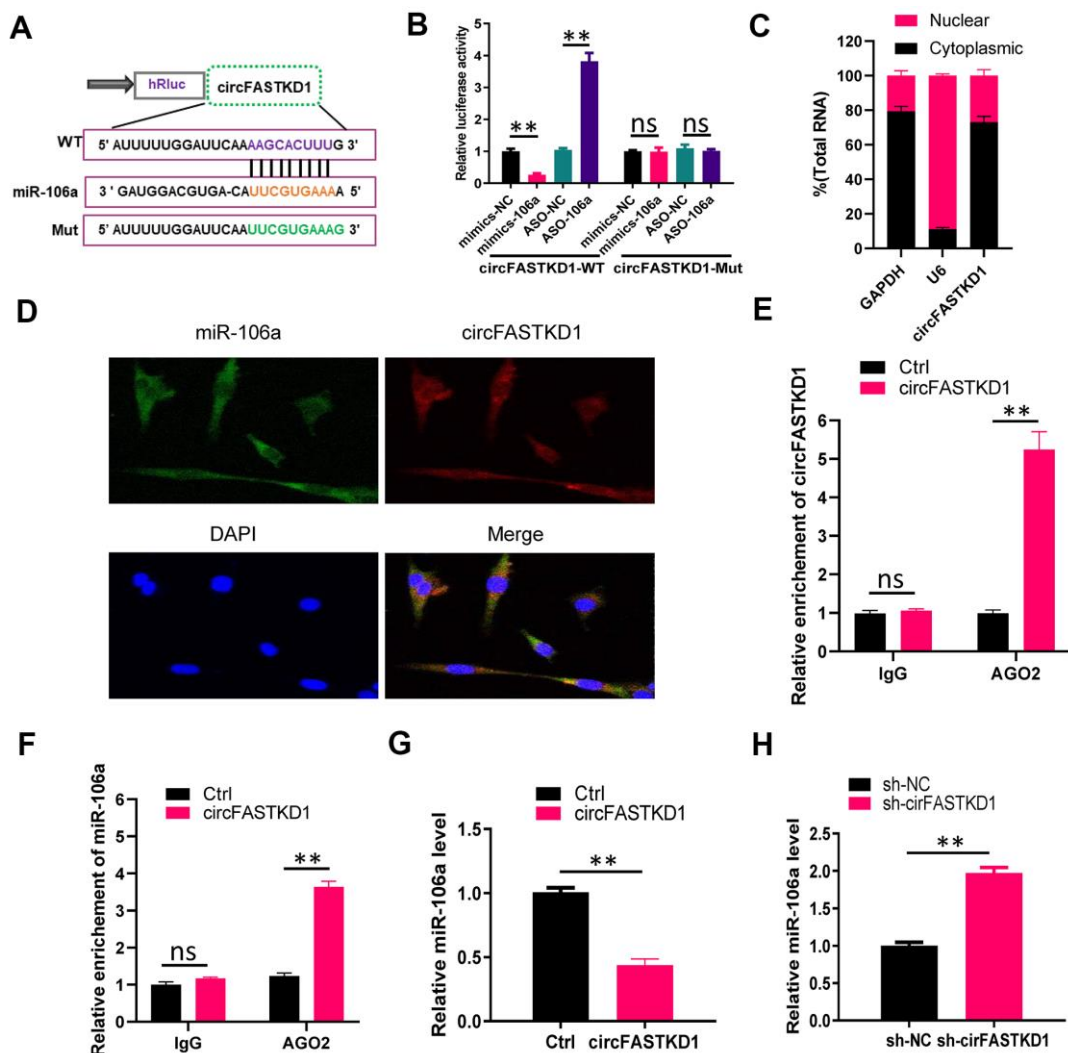 A
hRluc
circFASTKD1
WT
5' AUUUUUGGAUUCAAAAGCACUUUG 3'
miR-106a
3 ' GAUGGACGUGA-CAUUCGUGAAAA 5'
Mut
5' AUUUUUGGAUUCAAUUCGUGAAAG 3'
B
Relative luciferase activity
5
4
3
2
1
0
**
**
ns
ns
mimics-NC
mimics-106a
ASO-NC
ASO-106a
mimics-NC
mimics-106a
ASO-NC
ASO-106a
circFASTKD1-WT
circFASTKD1-Mut
C
Nuclear
Cytoplasmic
%(Total RNA)
120
100
80
60
40
20
0
GAPDH
U6
circFASTKD1
D
miR-106a
circFASTKD1
DAPI
Merge
E
Ctrl
circFASTKD1
Relative enrichement of circFASTKD1
6
5
4
3
2
1
0
ns
**
IgG
AGO2
F
Ctrl
circFASTKD1
Relative enrichement of miR-106a
6
5
4
3
2
1
0
ns
**
IgG
AGO2
G
Ctrl
circFASTKD1
Relative miR-106a level
1.5
1.0
0.5
0.0
**
Ctrl
circFASTKD1
H
sh-NC
sh-cirFASTKD1
Relative miR-106a level
2.5
2.0
1.5
1.0
0.5
0.0
**
sh-NC
sh-circFASTKD1